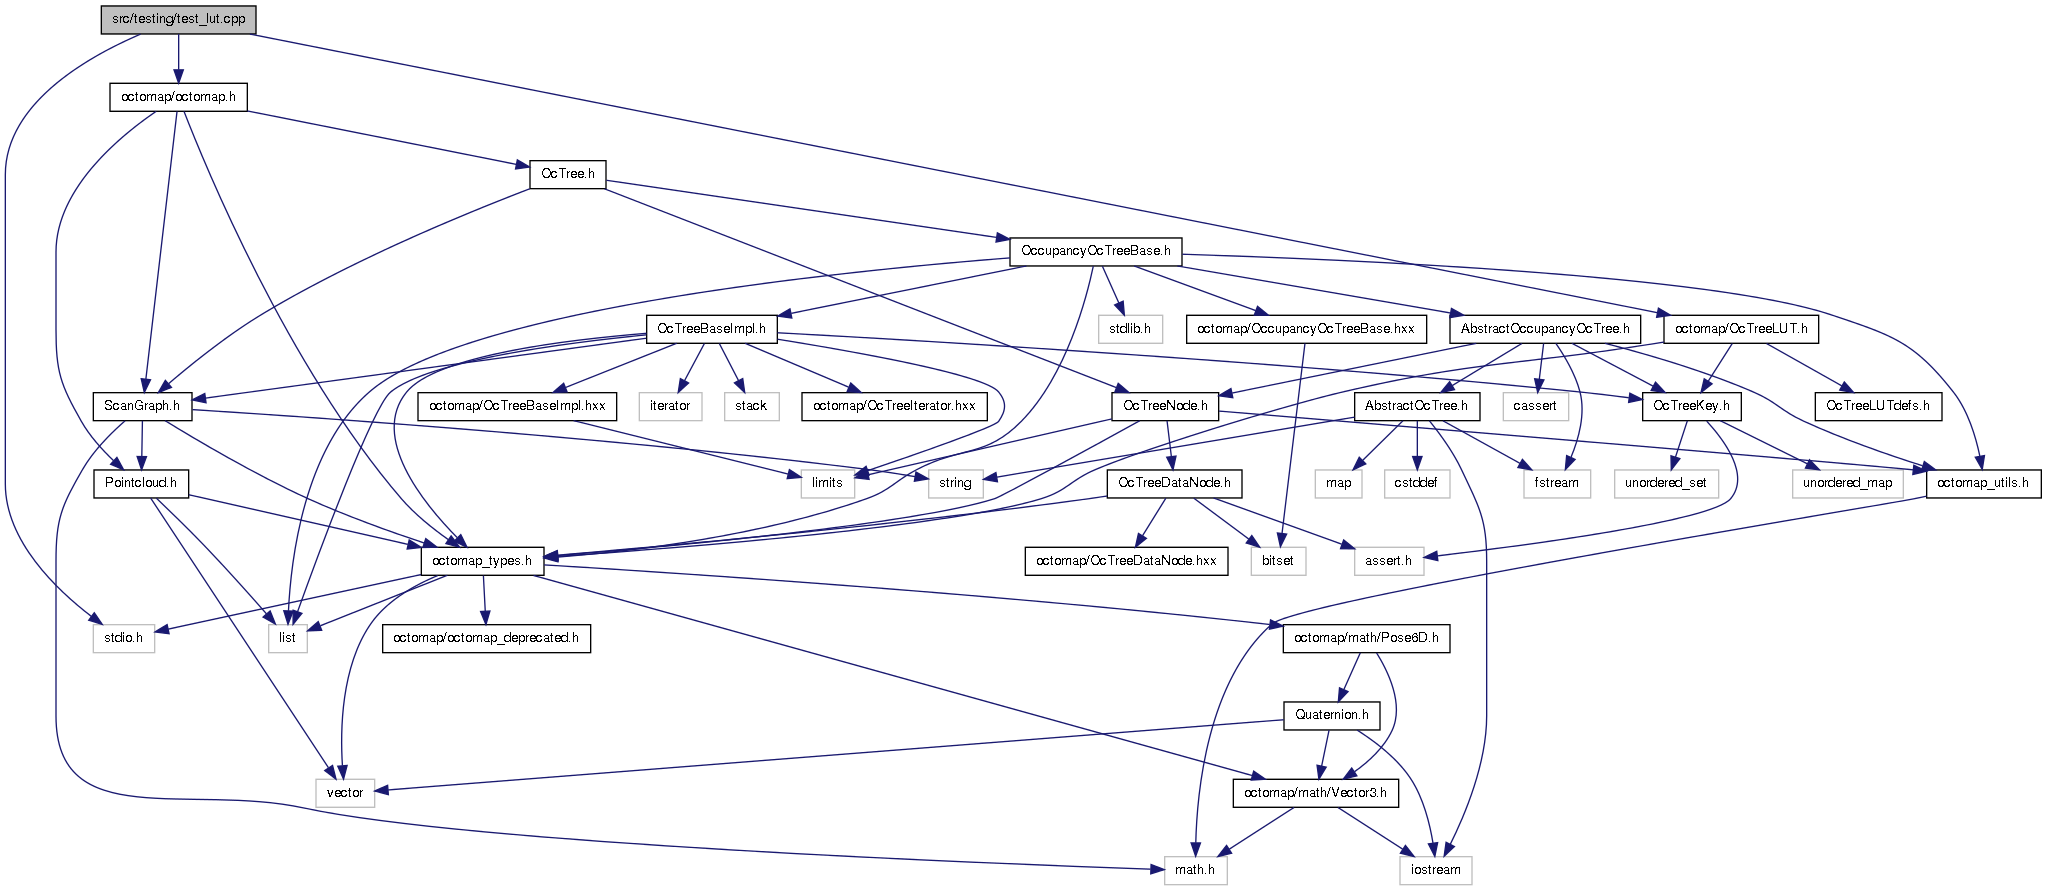 src/testing/test_lut.cpp
octomap/octomap.h
OcTree.h
OccupancyOcTreeBase.h
OcTreeBaseImpl.h
stdlib.h
octomap/OccupancyOcTreeBase.hxx
AbstractOccupancyOcTree.h
octomap/OcTreeLUT.h
ScanGraph.h
octomap/OcTreeBaseImpl.hxx
iterator
stack
octomap/OcTreeIterator.hxx
OcTreeNode.h
AbstractOcTree.h
cassert
OcTreeKey.h
OcTreeLUTdefs.h
Pointcloud.h
limits
string
OcTreeDataNode.h
map
cstddef
fstream
unordered_set
unordered_map
octomap_utils.h
octomap_types.h
octomap/OcTreeDataNode.hxx
bitset
assert.h
stdio.h
list
octomap/octomap_deprecated.h
octomap/math/Pose6D.h
Quaternion.h
vector
octomap/math/Vector3.h
math.h
iostream